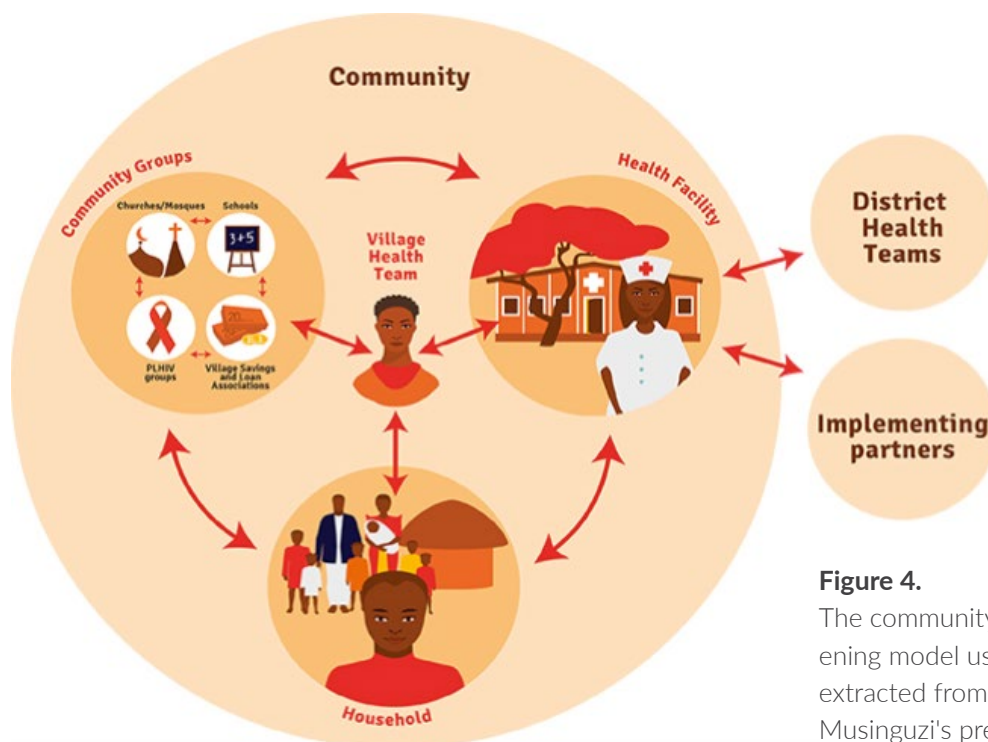 Community
Community Groups
Churches/Mosques
Schools
3+5
PLHIV
groups
20
Village Savings
and Loan
Associations
Village
Health
Team
Health Facility
Household
District
Health
Teams
Implementing
partners
Figure 4.
The community
ening model us
extracted from
Musinguzi's pre